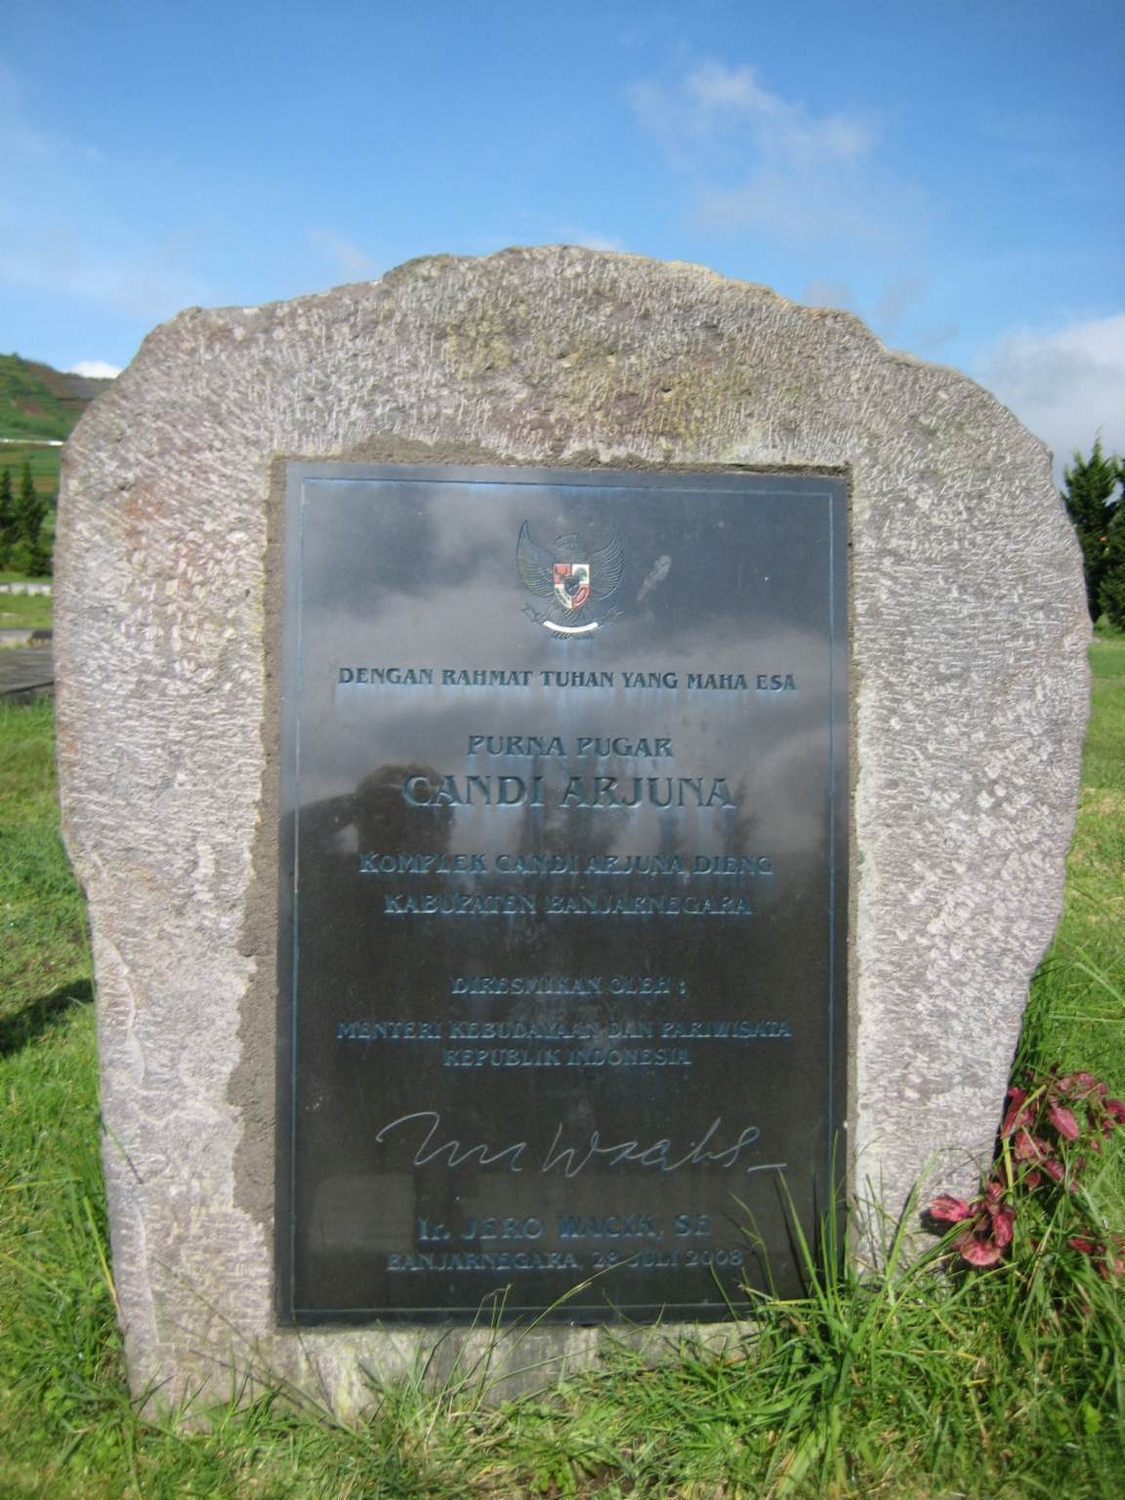 DENGAN RAHMAT TUHAN YANG MAHA ESA
PURNA PUGAR
CANDI ARJUNA
KOMPLEK CANDI ARJUNA DIENG
KABUPATEN BANJARNEGARA
DIRESMIKAN OLEH :
MENTERI KEBUDAYAAN DAN PARIWISATA
REPUBLIK INDONESIA
Ir. JERO WACIK, SE
BANJARNEGARA, 28 JULY 2008